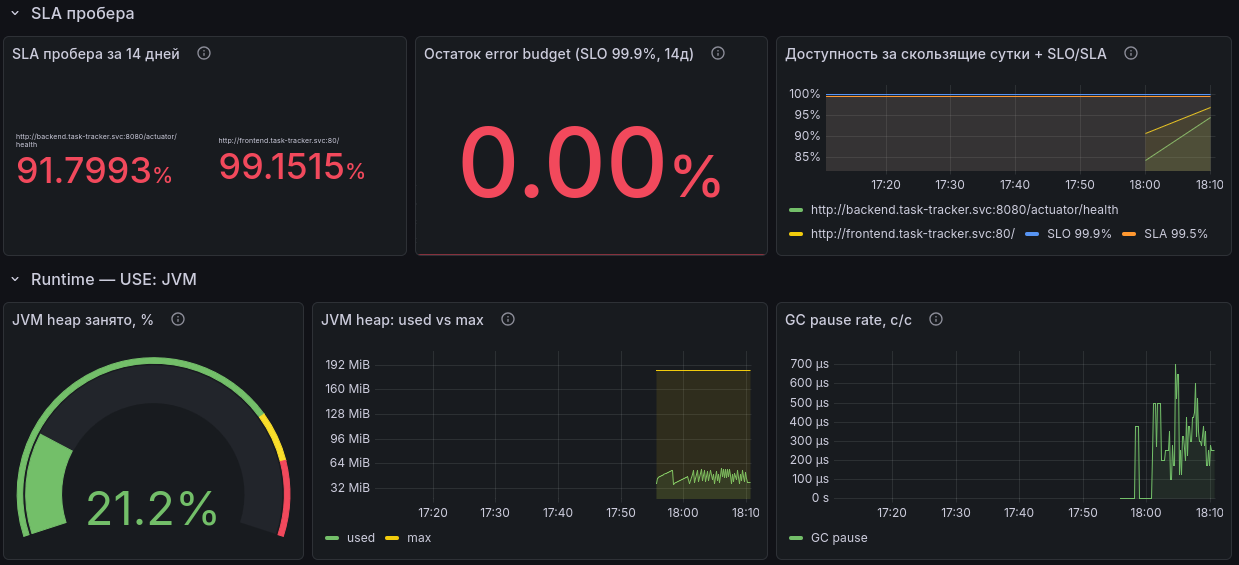 SLA пробера
SLA пробера за 14 дней
http://backend.task-tracker.svc:8080/actuator/
health
91.7993%
http://frontend.task-tracker.svc:80/
99.1515%
Остаток error budget (SLO 99.9%, 14д)
0.00%
Доступность за скользящие сутки + SLO/SLA
100%
95%
90%
85%
17:20 17:30 17:40 17:50 18:00 18:10
http://backend.task-tracker.svc:8080/actuator/health
http://frontend.task-tracker.svc:80/ SLO 99.9% SLA 99.5%
Runtime — USE: JVM
JVM heap занято, %
21.2%
JVM heap: used vs max
192 MiB
160 MiB
128 MiB
96 MiB
64 MiB
32 MiB
17:20 17:30 17:40 17:50 18:00 18:10
used max
GC pause rate, с/с
700 µs
600 µs
500 µs
400 µs
300 µs
200 µs
100 µs
0 s
17:20 17:30 17:40 17:50 18:00 18:10
GC pause